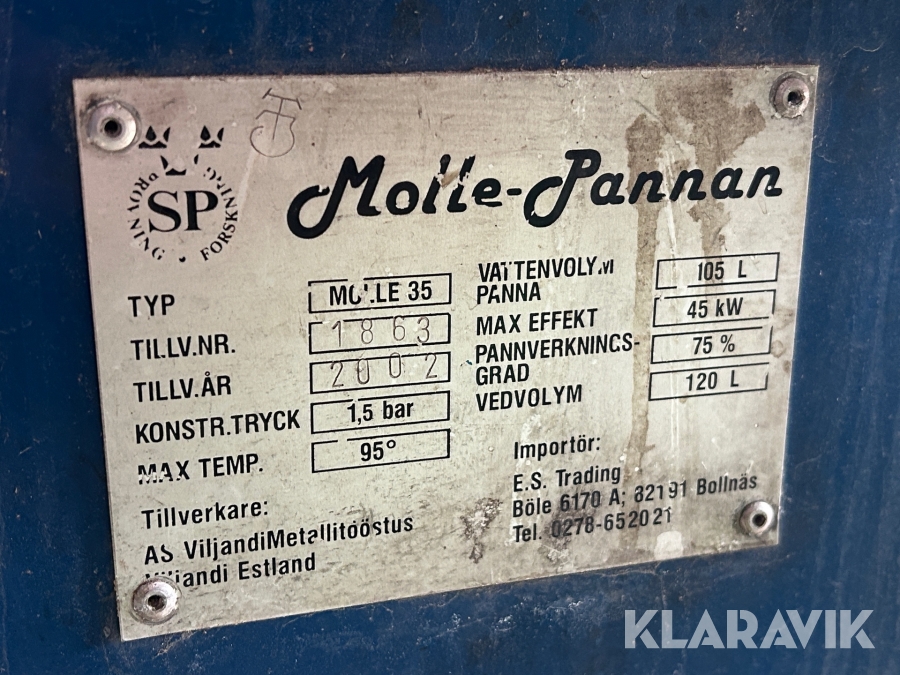 SP
PROVNING FORSKNING
Molle-Pannan
TYP MOLLE 35
TILLV.NR. 1863
TILLV.ÅR 2002
KONSTR.TRYCK 1,5 bar
MAX TEMP. 95°
VATTENVOLYM
PANNA 105 L
MAX EFFEKT 45 kW
PANNVERKNINGS-
GRAD 75 %
VEDVOLYM 120 L
Tillverkare:
AS ViljandiMetallitööstus
Viljandi Estland
Importör:
E.S. Trading
Böle 6170 A; 82191 Bollnäs
Tel. 0278-652021
KLARAVIK